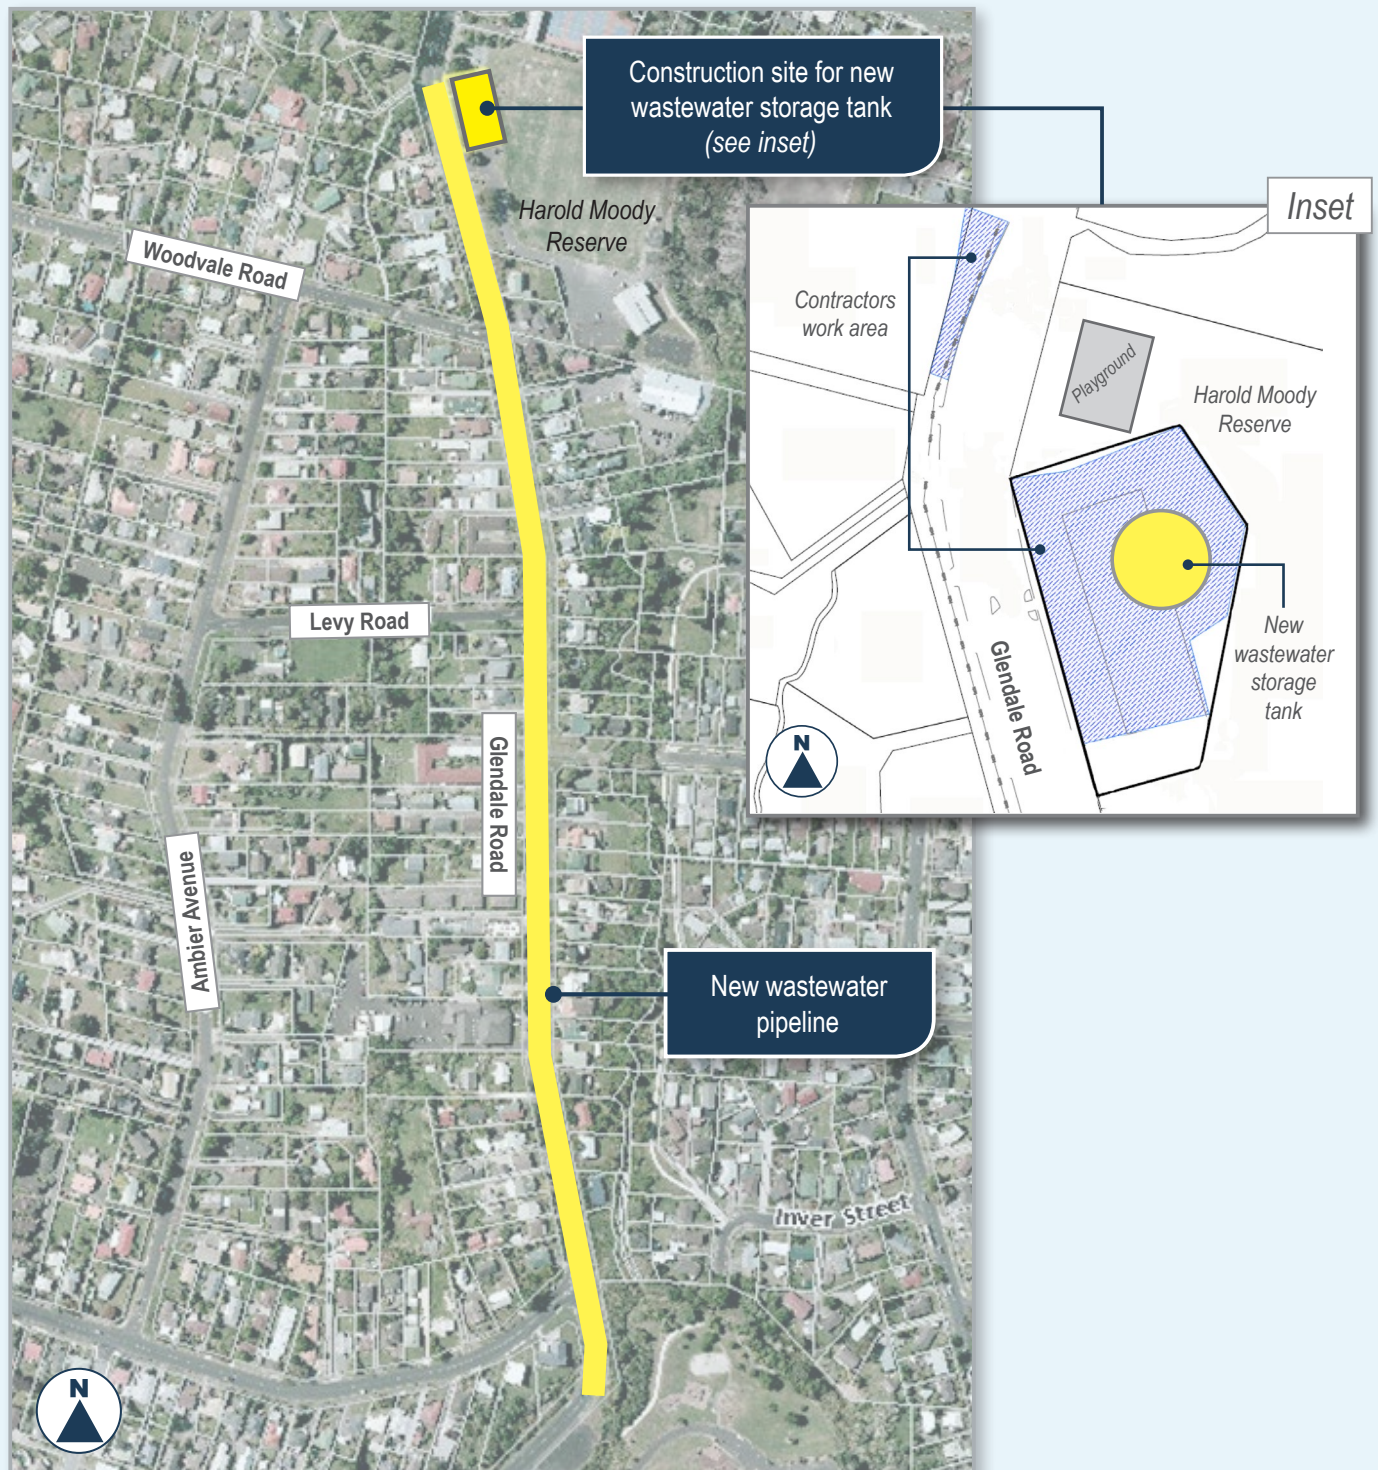 Construction site for new
wastewater storage tank
(see inset)
Inset
Harold Moody
Reserve
Woodvale Road
Contractors
work area
Playground
Harold Moody
Reserve
Levy Road
New
wastewater
storage
tank
Glendale Road
N
Glendale Road
Ambier Avenue
New wastewater
pipeline
Inver Street
N